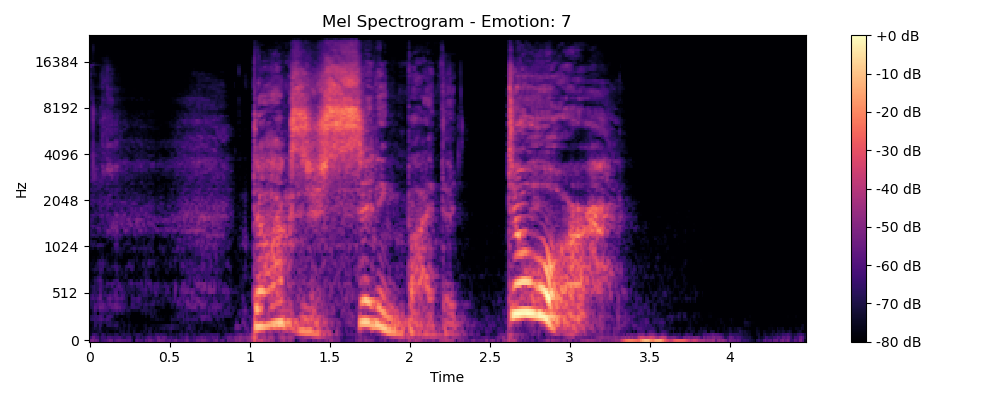 Mel Spectrogram - Emotion: 7
Hz
16384
8192
4096
2048
1024
512
0
0 0.5 1 1.5 2 2.5 3 3.5 4
Time
+0 dB
-10 dB
-20 dB
-30 dB
-40 dB
-50 dB
-60 dB
-70 dB
-80 dB